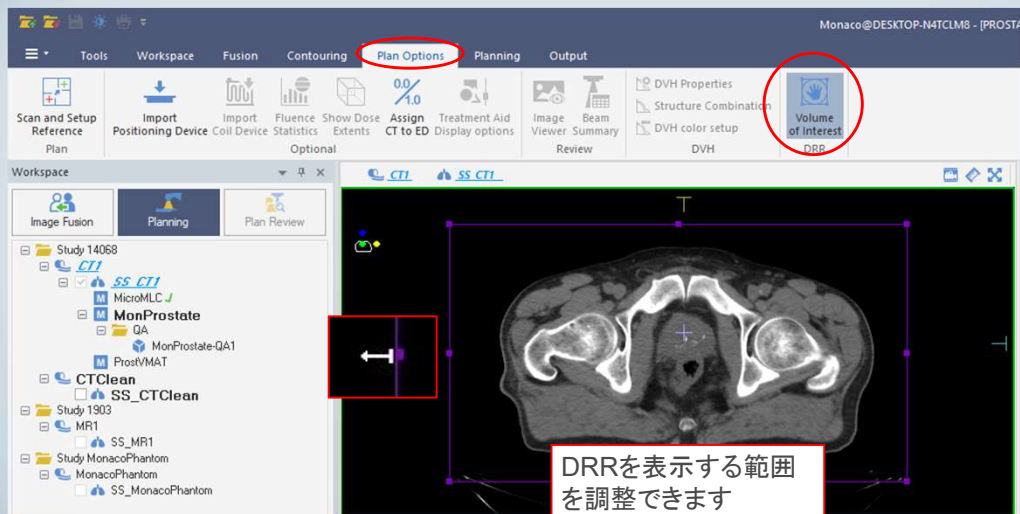 Monaco@DESKTOP-N4TCLM8 - [PROSTA
Tools Workspace Fusion Contouring Plan Options Planning Output
Scan and Setup Reference
Import Positioning Device
Import Coil Device
Fluence Statistics
Show Dose Extents
0.0/1.0
Assign CT to ED
Treatment Aid Display options
Image Viewer
Beam Summary
DVH Properties
Structure Combination
DVH color setup
Volume of Interest
Plan Optional Review DVH DRR
Workspace
Image Fusion Planning Plan Review
Study 14068
CT1
SS_CT1
M MicroMLC
M MonProstate
QA
MonProstate-QA1
M ProstVMAT
CTClean
SS_CTClean
Study 1903
MR1
SS_MR1
Study MonacoPhantom
MonacoPhantom
SS_MonacoPhantom
CT1 SS_CT1
DRRを表示する範囲
を調整できます